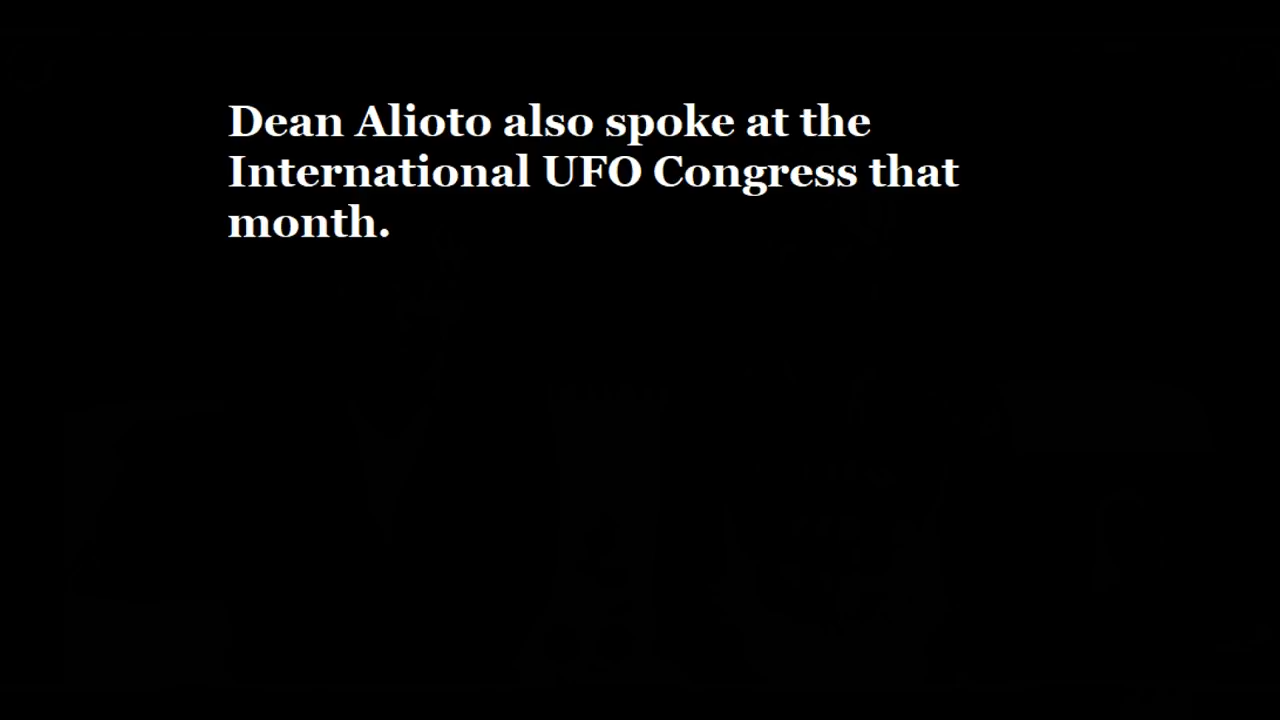 Dean Alioto also spoke at the
International UFO Congress that
month.